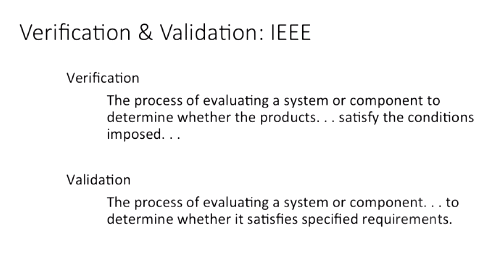 Verification & Validation: IEEE
Verification
The process of evaluating a system or component to
determine whether the products. . . satisfy the conditions
imposed. . .
Validation
The process of evaluating a system or component. . . to
determine whether it satisfies specified requirements.